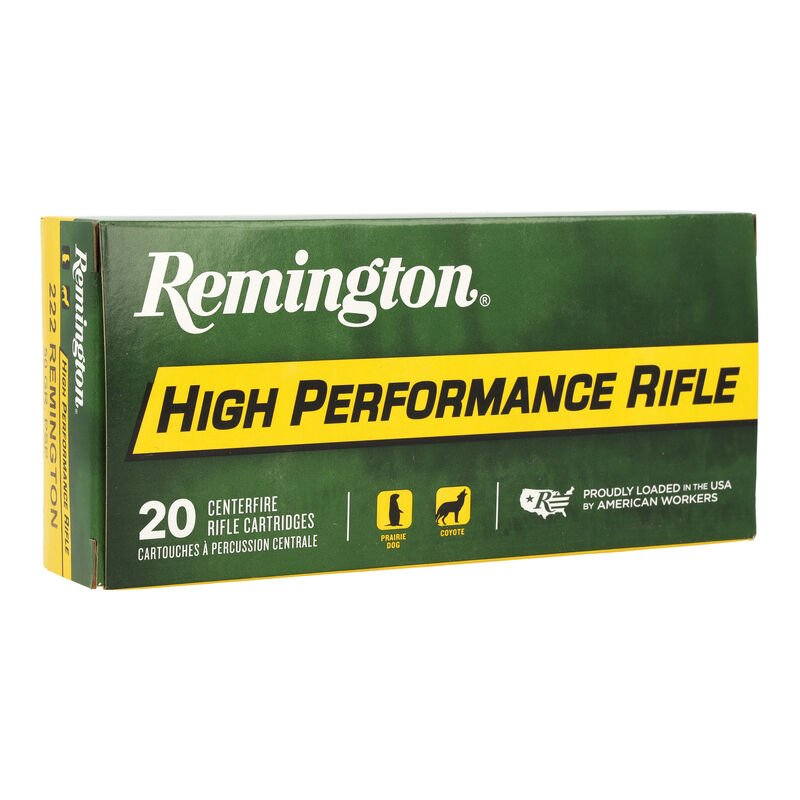 Remington®
HIGH PERFORMANCE RIFLE
20 CENTERFIRE
RIFLE CARTRIDGES
CARTOUCHES À PERCUSSION CENTRALE
PRAIRIE
DOG
COYOTE
R
PROUDLY LOADED IN THE USA
BY AMERICAN WORKERS
Remington®
HIGH PERFORMANCE RIFLE
222 REMINGTON